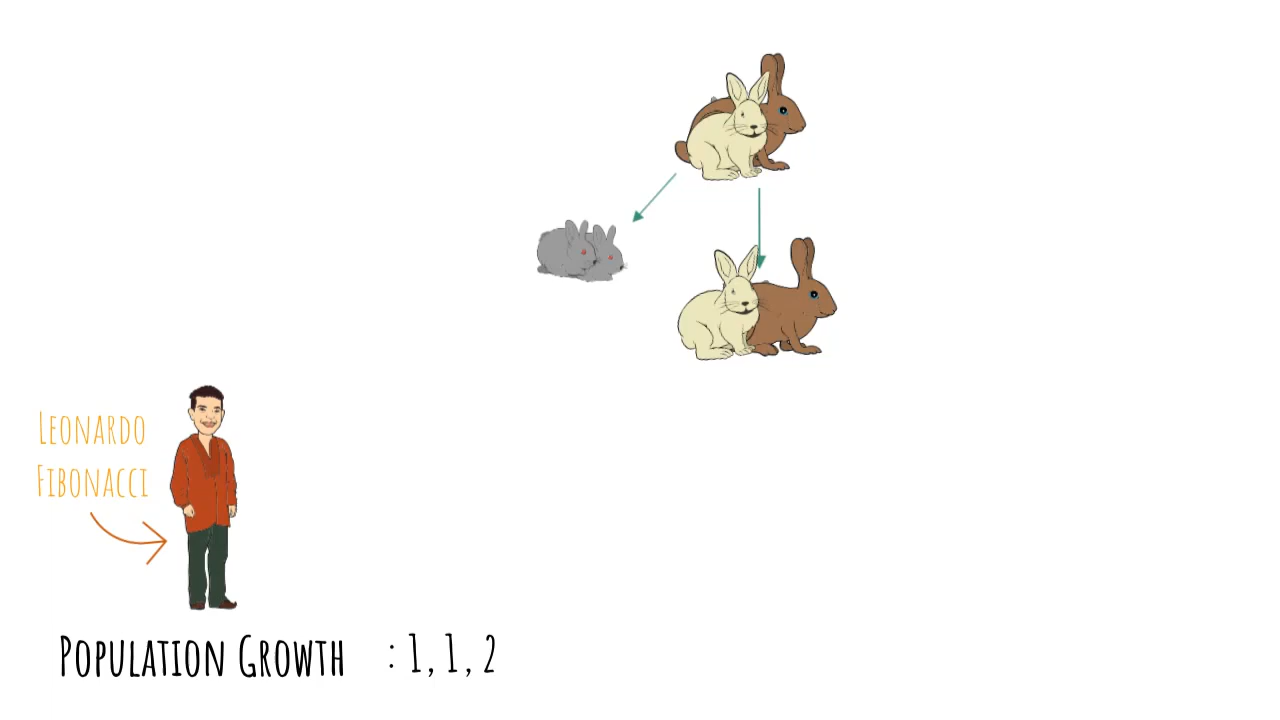 LEONARDO
FIBONACCI
POPULATION GROWTH : 1, 1, 2